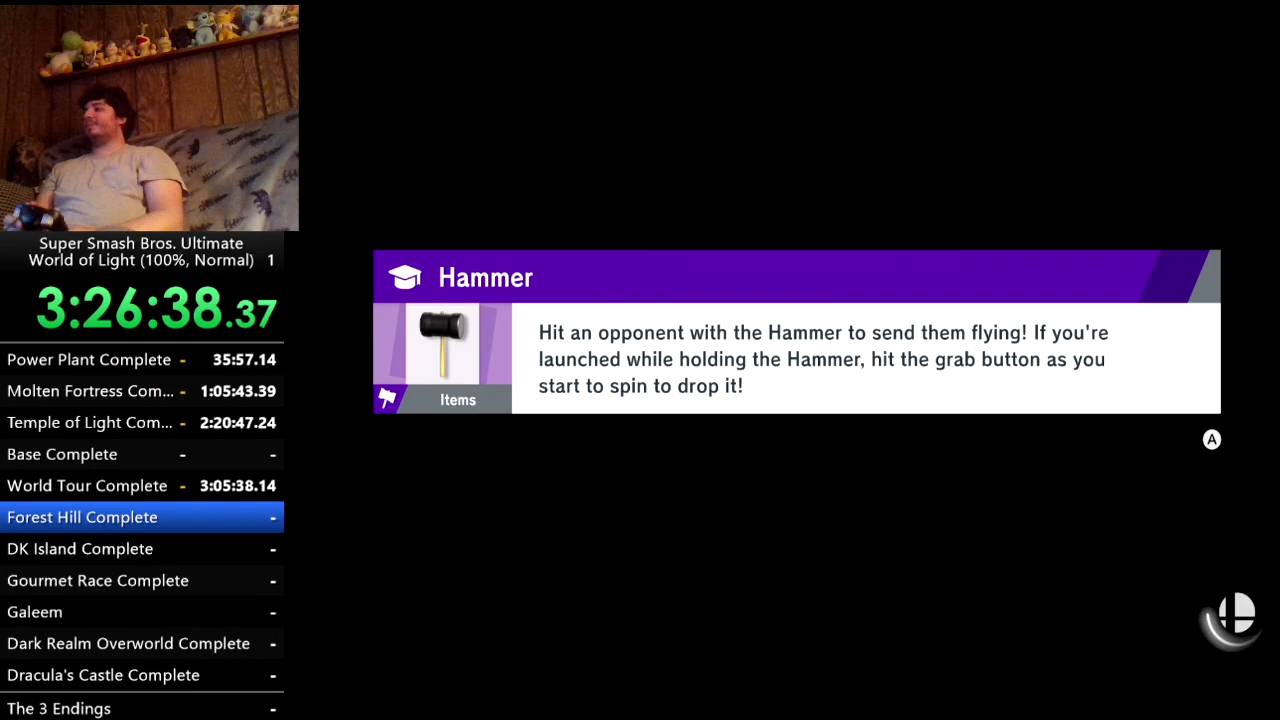 Super Smash Bros. Ultimate
World of Light (100%, Normal) 1
3:26:38.37
Power Plant Complete - 35:57.14
Molten Fortress Com... - 1:05:43.39
Temple of Light Com... - 2:20:47.24
Base Complete - -
World Tour Complete - 3:05:38.14
Forest Hill Complete -
DK Island Complete -
Gourmet Race Complete -
Galeem -
Dark Realm Overworld Complete -
Dracula's Castle Complete -
The 3 Endings -
Hammer
Hit an opponent with the Hammer to send them flying! If you're
launched while holding the Hammer, hit the grab button as you
start to spin to drop it!
Items
A